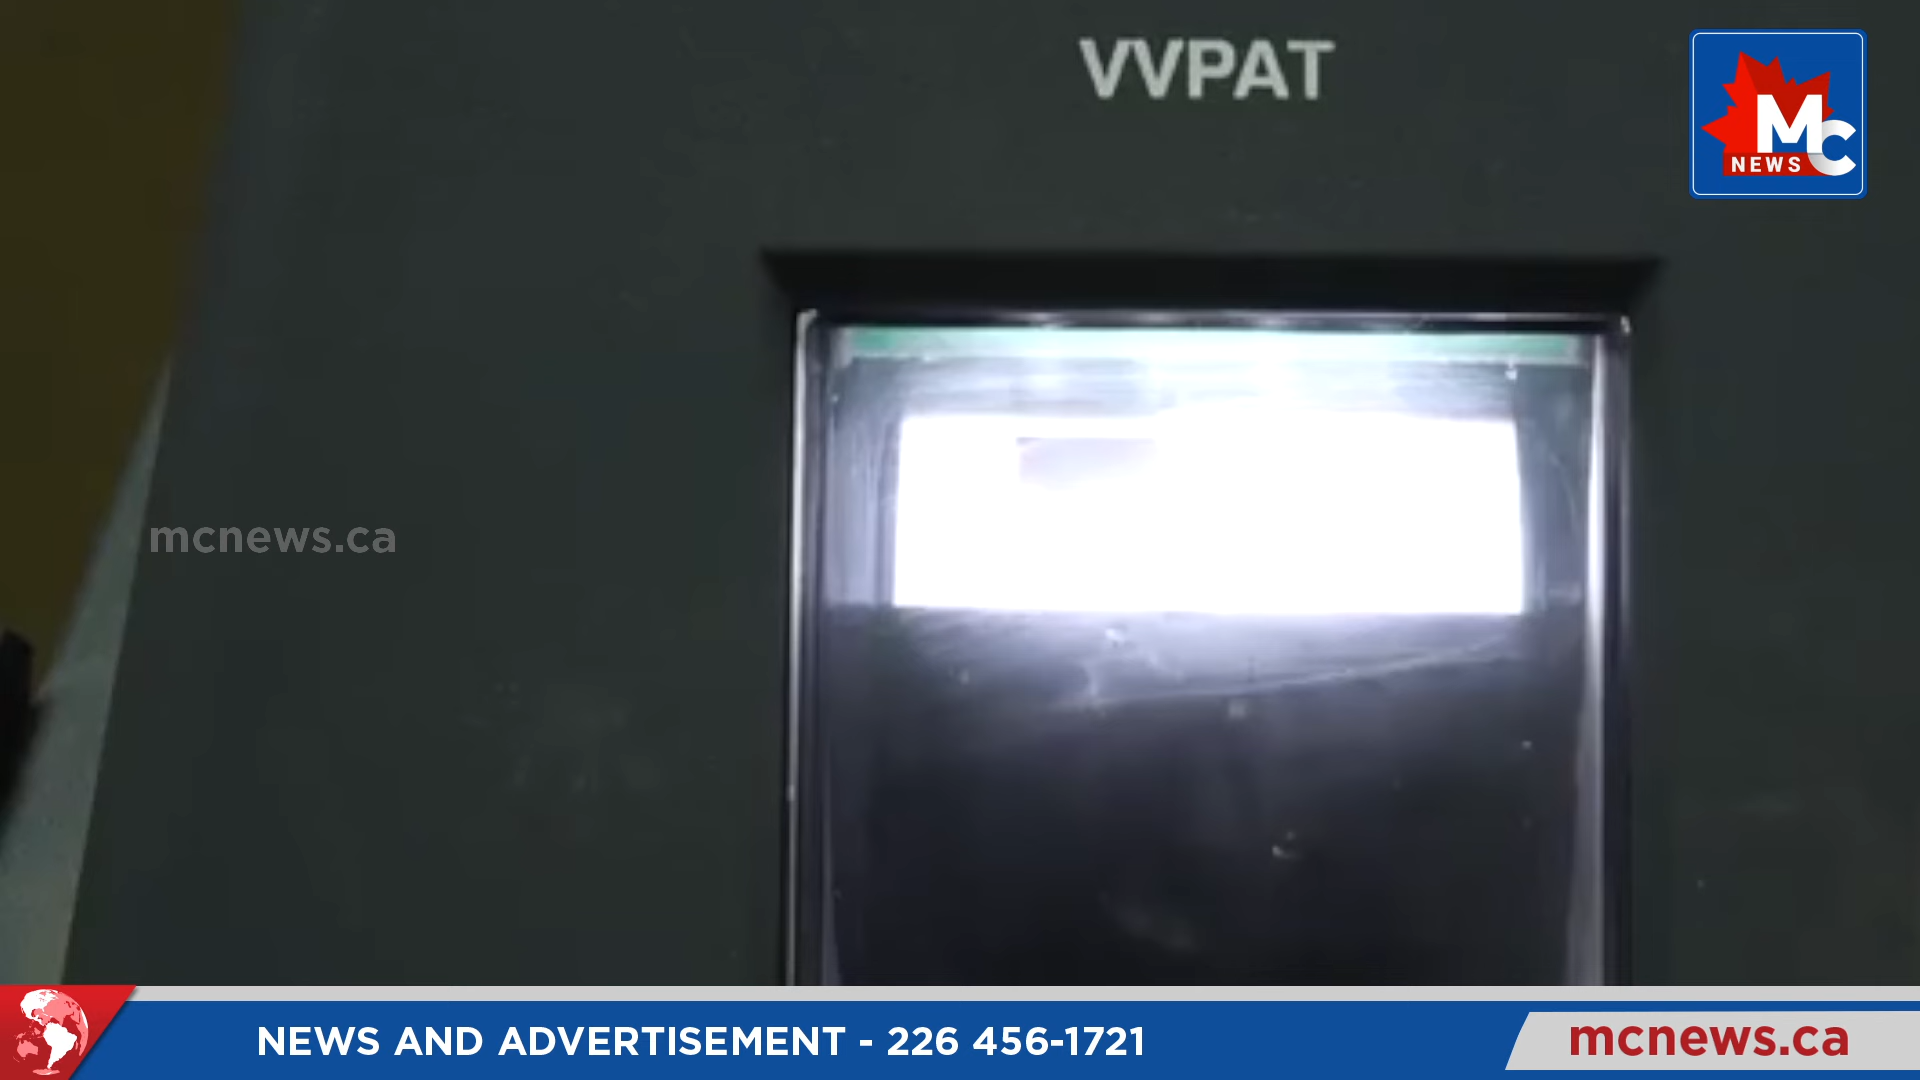 VVPAT
MC
NEWS
mcnews.ca
NEWS AND ADVERTISEMENT - 226 456-1721
mcnews.ca